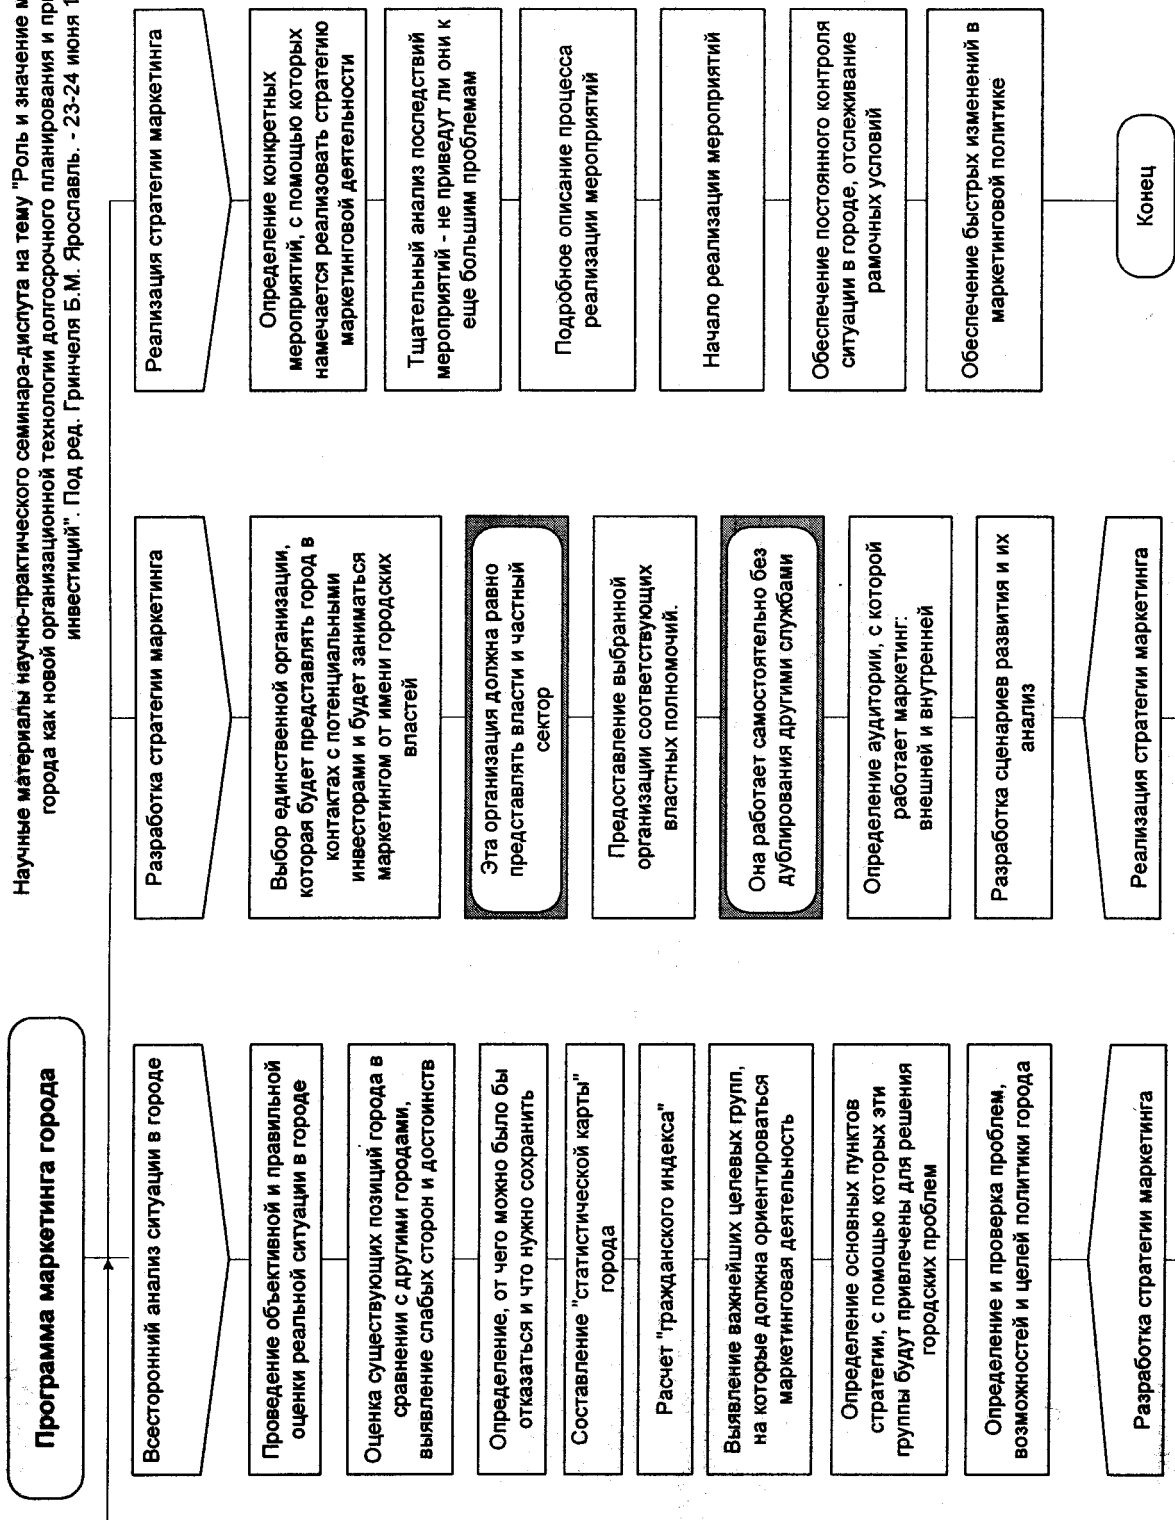 Научные материалы научно-практического семинара-диспута на тему "Роль и значение
города как новой организационной технологии долгосрочного планирования и
инвестиций". Под ред. Гринчеля Б.М. Ярославль. - 23-24 июня
Программа маркетинга города
Всесторонний анализ ситуации в городе
Проведение объективной и правильной
оценки реальной ситуации в городе
Оценка существующих позиций города в
сравнении с другими городами,
выявление слабых сторон и достоинств
Определение, от чего можно было бы
отказаться и что нужно сохранить
Составление "статистической карты"
города
Расчет "гражданского индекса"
Выявление важнейших целевых групп,
на которые должна ориентироваться
маркетинговая деятельность
Определение основных пунктов
стратегии, с помощью которых эти
группы будут привлечены для решения
городских проблем
Определение и проверка проблем,
возможностей и целей политики города
Разработка стратегии маркетинга
Разработка стратегии маркетинга
Выбор единственной организации,
которая будет представлять город в
контактах с потенциальными
инвесторами и будет заниматься
маркетингом от имени городских
властей
Эта организация должна равно
представлять власти и частный
сектор
Предоставление выбранной
организации соответствующих
властных полномочий.
Она работает самостоятельно без
дублирования другими службами
Определение аудитории, с которой
работает маркетинг:
внешней и внутренней
Разработка сценариев развития и их
анализ
Реализация стратегии маркетинга
Реализация стратегии маркетинга
Определение конкретных
мероприятий, с помощью которых
намечается реализовать стратегию
маркетинговой деятельности
Тщательный анализ последствий
мероприятий - не приведут ли они к
еще большим проблемам
Подробное описание процесса
реализации мероприятий
Начало реализации мероприятий
Обеспечение постоянного контроля
ситуации в городе, отслеживание
рамочных условий
Обеспечение быстрых изменений в
маркетинговой политике
Конец